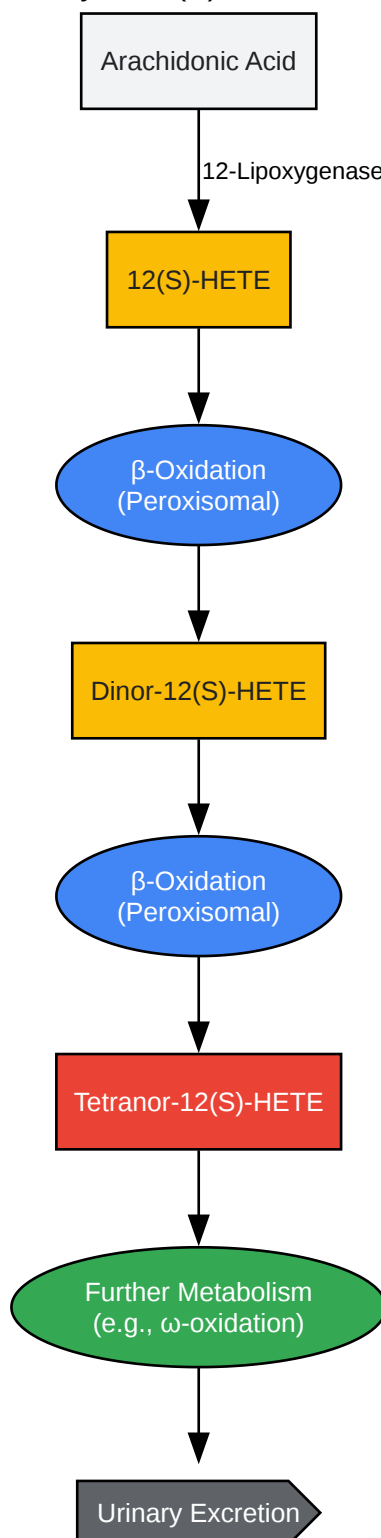 Arachidonic Acid
12-Lipoxygenase
12(S)-HETE
β-Oxidation
(Peroxisomal)
Dinor-12(S)-HETE
β-Oxidation
(Peroxisomal)
Tetranor-12(S)-HETE
Further Metabolism
(e.g., ω-oxidation)
Urinary Excretion